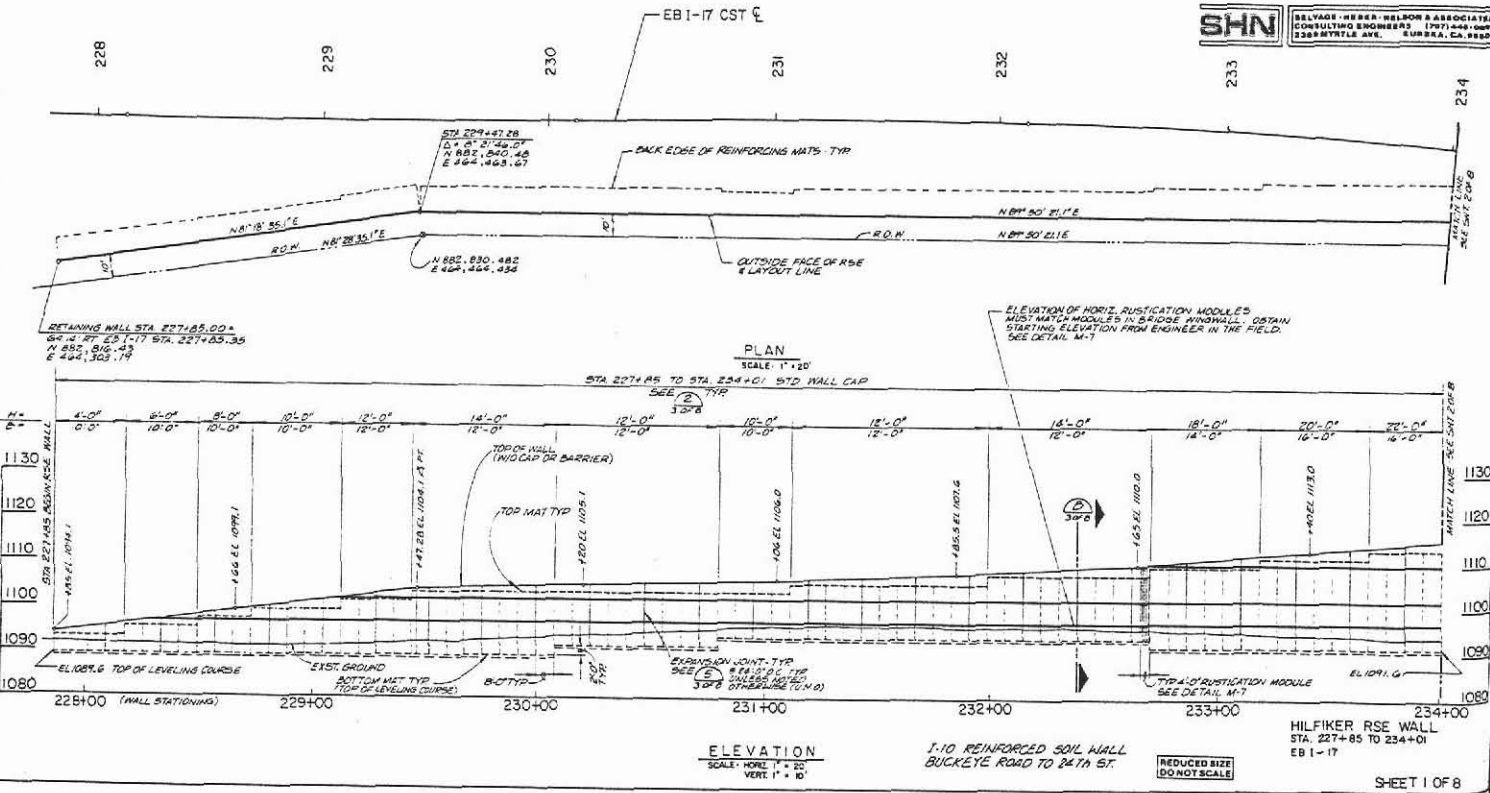 EB I-17 CST ℄
SHN
SELVAGE · HEBER · NELSON & ASSOCIATES
CONSULTING ENGINEERS
EUREKA, CA.
228
229
230
231
232
233
234
STA 229+47.28
Δ = 8° 21' 46.0"
N 882,840.48
E 464,463.67
BACK EDGE OF REINFORCING MATS - TYP.
N 81° 18' 35.1" E
N 81° 28' 35.1" E
R.O.W.
10'
10'
N 89° 50' 21.1" E
R.O.W.
N 89° 50' 21.1 E
MATCH LINE
SEE SHT. 2 OF 8
N 882,830.482
E 464,464.434
OUTSIDE FACE OF RSE
& LAYOUT LINE
RETAINING WALL STA. 227+85.00 =
RT EB I-17 STA. 227+85.35
N 882,816.43
E 464,303.19
ELEVATION OF HORIZ. RUSTICATION MODULES
MUST MATCH MODULES IN BRIDGE WINGWALL. OBTAIN
STARTING ELEVATION FROM ENGINEER IN THE FIELD.
SEE DETAIL M-7
PLAN
SCALE: 1" = 20'
STA. 227+85 TO STA. 234+01 STD WALL CAP
SEE 2 TYP.
3 OF 8
H = 4'-0" 6'-0" 8'-0" 10'-0" 12'-0" 14'-0" 12'-0" 10'-0" 12'-0" 14'-0" 18'-0" 20'-0" 22'-0"
B = 10'-0" 10'-0" 10'-0" 12'-0" 12'-0" 12'-0" 10'-0" 12'-0" 12'-0" 14'-0" 16'-0" 16'-0"
STA 227+85 BEGIN RSE WALL
+85 EL. 1094.1
+66 EL 1099.1
+47.28 EL 1104.1 PT.
TOP OF WALL
(W/O CAP OR BARRIER)
TOP MAT TYP.
+20 EL 1105.1
+06 EL 1106.0
+85.5 EL 1107.6
B
3 OF 8
+65 EL 1110.0
+40 EL 1113.0
MATCH LINE SEE SHT 2 OF 8
1130
1120
1110
1100
1090
1080
1130
1120
1110
1100
1090
1080
EL 1089.6 TOP OF LEVELING COURSE
EXIST. GROUND
BOTTOM MAT TYP.
(TOP OF LEVELING COURSE)
8'-0" TYP.
2'-0"
TYP.
EXPANSION JOINT - TYP.
SEE 5 @ 24'-0" O.C. TYP.
3 OF 8 UNLESS NOTED
OTHERWISE (U.N.O)
TYP 4'-0" RUSTICATION MODULE
SEE DETAIL M-7
EL 1091.6
228+00 (WALL STATIONING) 229+00 230+00 231+00 232+00 233+00 234+00
ELEVATION
SCALE: HORIZ. 1" = 20'
VERT. 1" = 10'
I-10 REINFORCED SOIL WALL
BUCKEYE ROAD TO 24Th ST.
REDUCED SIZE
DO NOT SCALE
HILFIKER RSE WALL
STA. 227+85 TO 234+01
EB I-17
SHEET 1 OF 8